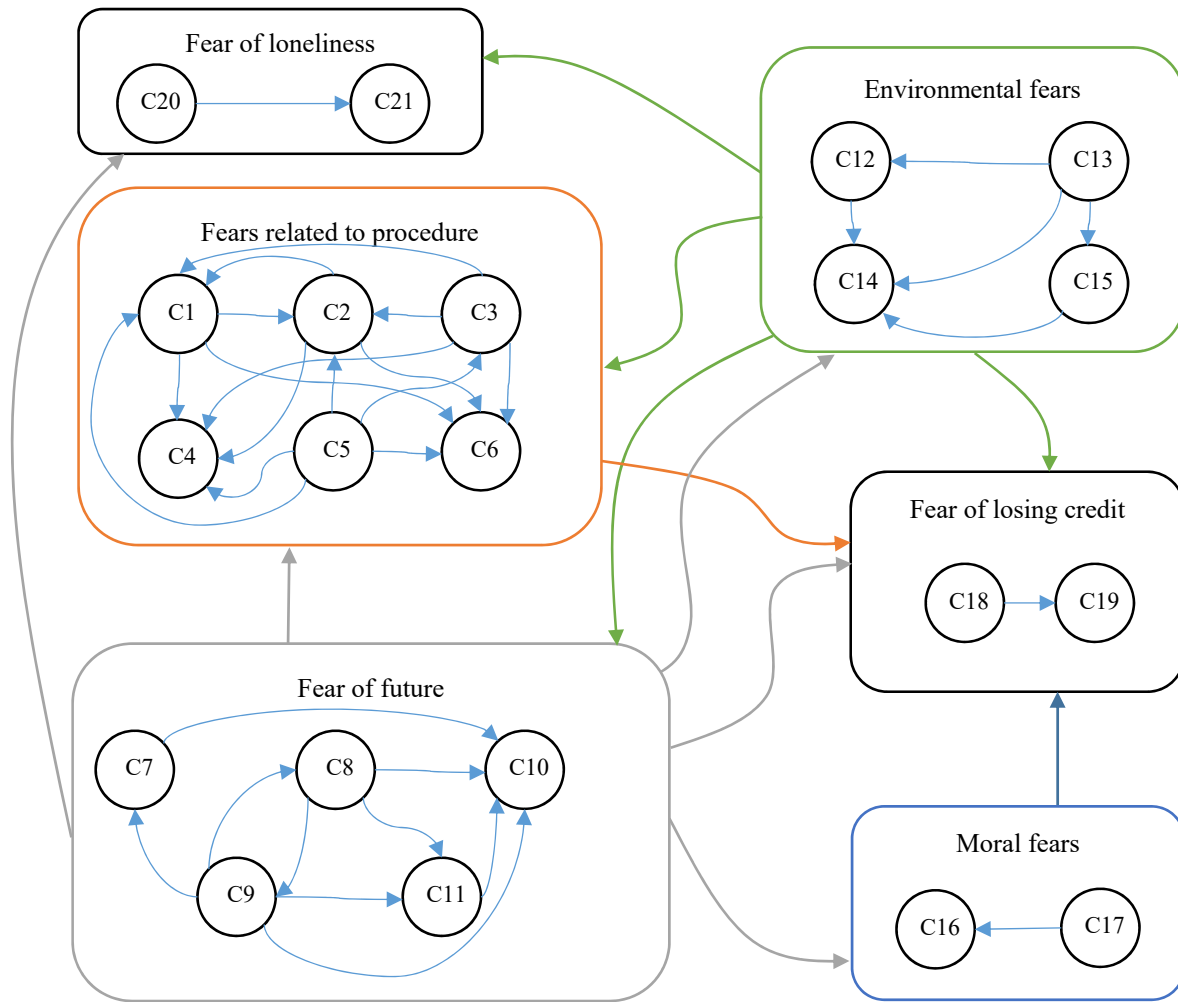 Fear of loneliness
C20
C21
Environmental fears
C12
C13
C14
C15
Fears related to procedure
C1
C2
C3
C4
C5
C6
Fear of losing credit
C18
C19
Fear of future
C7
C8
C10
C9
C11
Moral fears
C16
C17